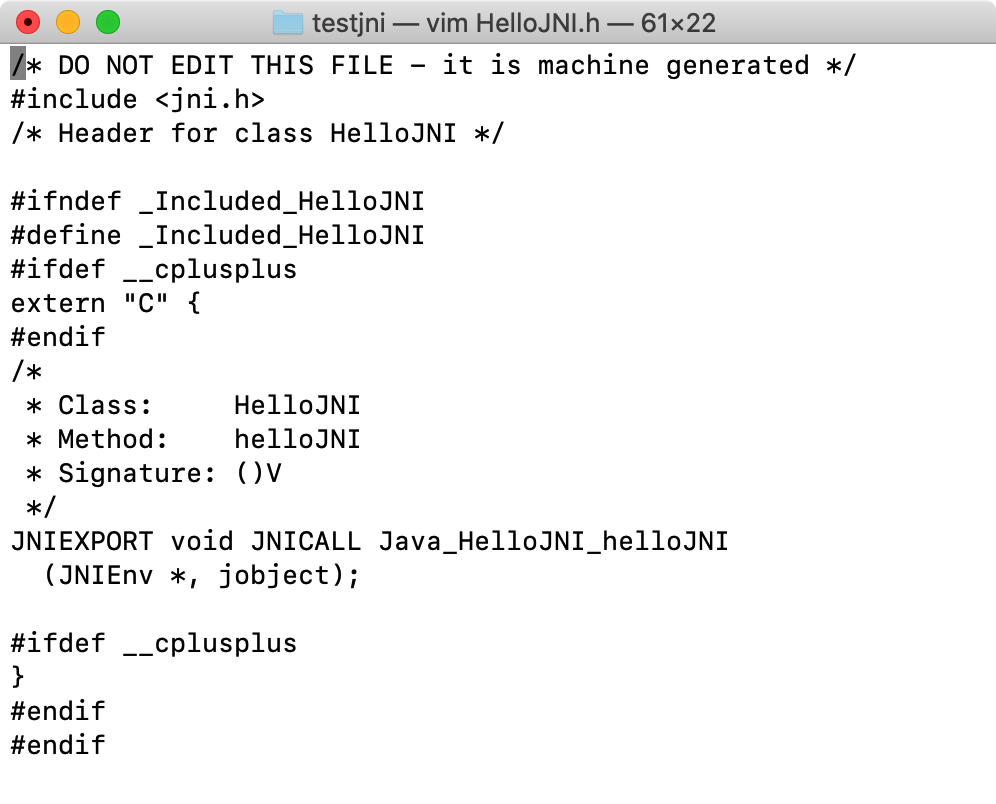 testjni — vim HelloJNI.h — 61×22
/* DO NOT EDIT THIS FILE - it is machine generated */
#include <jni.h>
/* Header for class HelloJNI */

#ifndef _Included_HelloJNI
#define _Included_HelloJNI
#ifdef __cplusplus
extern "C" {
#endif
/*
 * Class:     HelloJNI
 * Method:    helloJNI
 * Signature: ()V
 */
JNIEXPORT void JNICALL Java_HelloJNI_helloJNI
  (JNIEnv *, jobject);

#ifdef __cplusplus
}
#endif
#endif